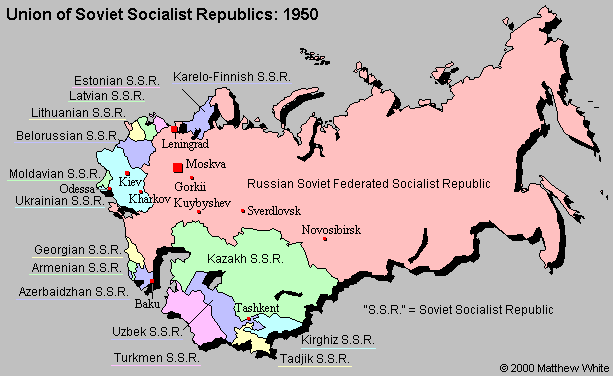 Union of Soviet Socialist Republics: 1950
Estonian S.S.R.
Karelo-Finnish S.S.R.
Latvian S.S.R.
Lithuanian S.S.R.
Belorussian S.S.R.
Leningrad
Moskva
Moldavian S.S.R.
Kiev
Gorkii
Russian Soviet Federated Socialist Republic
Odessa
Kharkov
Ukrainian S.S.R.
Kuybyshev
Sverdlovsk
Novosibirsk
Georgian S.S.R.
Kazakh S.S.R.
Armenian S.S.R.
Azerbaidzhan S.S.R.
Baku
Tashkent
"S.S.R." = Soviet Socialist Republic
Uzbek S.S.R.
Kirghiz S.S.R.
Turkmen S.S.R.
Tadjik S.S.R.
© 2000 Matthew White